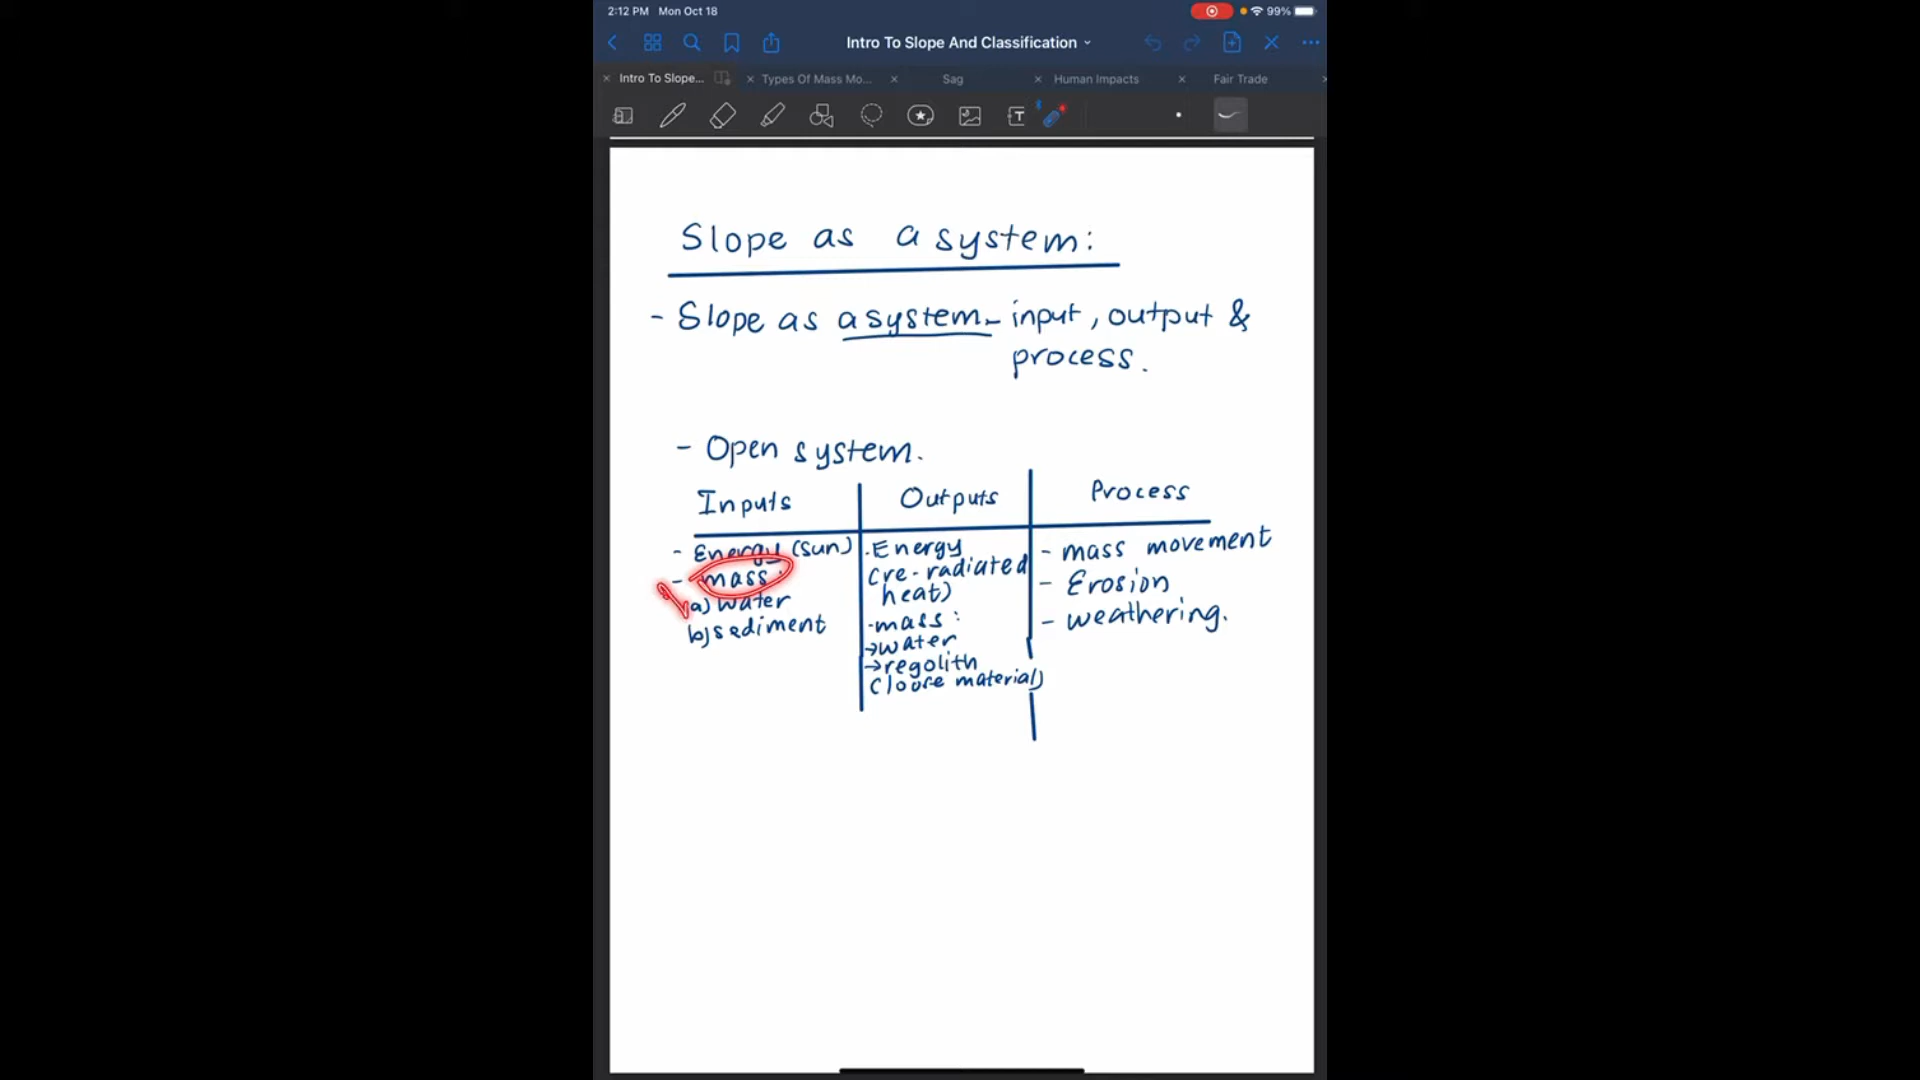 2:12 PM Mon Oct 18
99%
Intro To Slope And Classification
Intro To Slope...
Types Of Mass Mo...
Sag
Human Impacts
Fair Trade
Slope as a system:
- Slope as a system - input, output &
process.
- Open system.
Inputs
- Energy (sun)
- mass:
a) water
b) sediment
Outputs
- Energy
(re-radiated
heat)
- mass:
→ water
→ regolith
(loose material)
Process
- mass movement
- Erosion
- weathering.